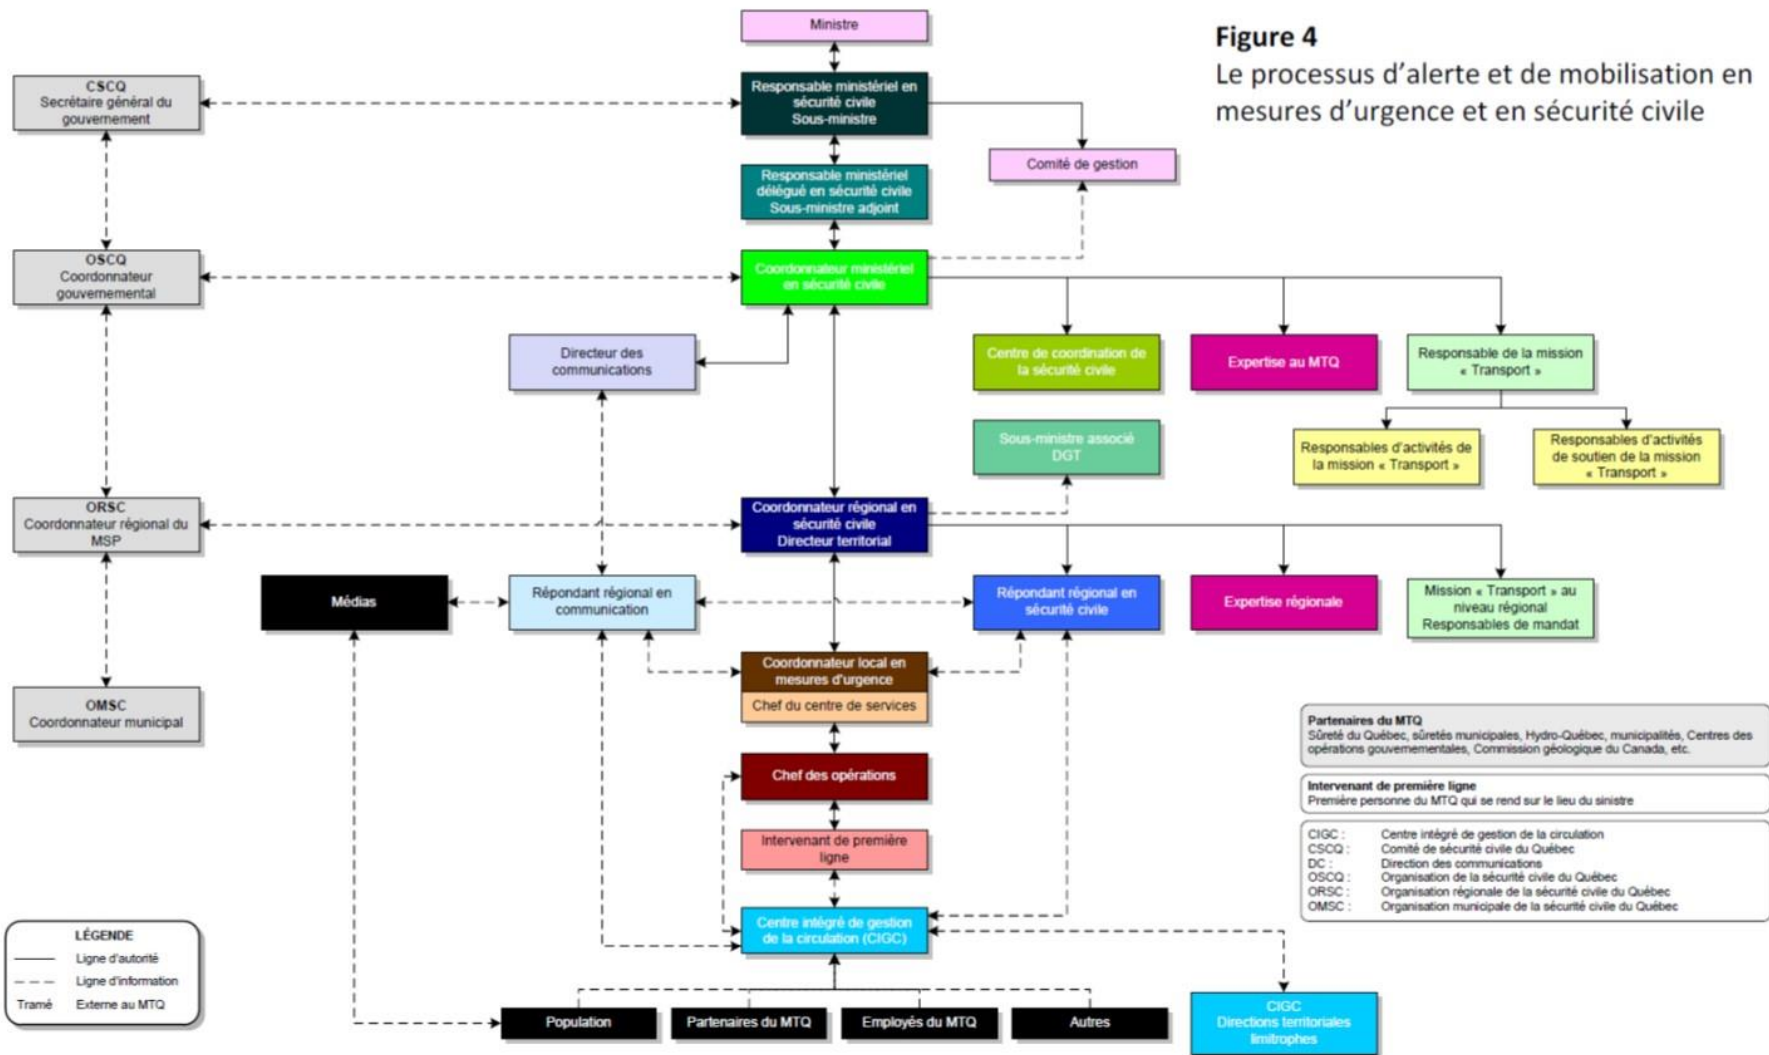 Figure 4
Le processus d'alerte et de mobilisation en
mesures d'urgence et en sécurité civile
Ministre
CSCQ
Secrétaire général du
gouvernement
Responsable ministériel en
sécurité civile
Sous-ministre
Comité de gestion
Responsable ministériel
délégué en sécurité civile
Sous-ministre adjoint
OSCQ
Coordonnateur
gouvernemental
Coordonnateur ministériel
en sécurité civile
Directeur des
communications
Centre de coordination de
la sécurité civile
Expertise au MTQ
Responsable de la mission
« Transport »
Sous-ministre associé
DGT
Responsables d'activités de
la mission « Transport »
Responsables d'activités
de soutien de la mission
« Transport »
ORSC
Coordonnateur régional du
MSP
Coordonnateur régional en
sécurité civile
Directeur territorial
Médias
Répondant régional en
communication
Répondant régional en
sécurité civile
Expertise régionale
Mission « Transport » au
niveau régional
Responsables de mandat
OMSC
Coordonnateur municipal
Coordonnateur local en
mesures d'urgence
Chef du centre de services
Chef des opérations
Intervenant de première
ligne
Centre intégré de gestion
de la circulation (CIGC)
Population
Partenaires du MTQ
Employés du MTQ
Autres
CIGC
Directions territoriales
limitrophes
Partenaires du MTQ
Sûreté du Québec, sûretés municipales, Hydro-Québec, municipalités, Centres des
opérations gouvernementales, Commission géologique du Canada, etc.
Intervenant de première ligne
Première personne du MTQ qui se rend sur le lieu du sinistre
CIGC : Centre intégré de gestion de la circulation
CSCQ : Comité de sécurité civile du Québec
DC : Direction des communications
OSCQ : Organisation de la sécurité civile du Québec
ORSC : Organisation régionale de la sécurité civile du Québec
OMSC : Organisation municipale de la sécurité civile du Québec
LÉGENDE
Ligne d'autorité
Ligne d'information
Tramé Externe au MTQ